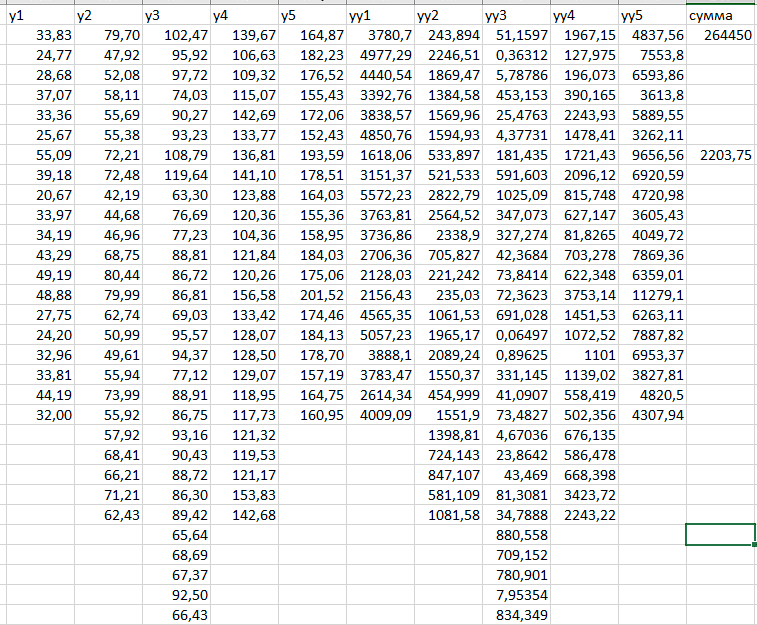 y1 y2 y3 y4 y5 yy1 yy2 yy3 yy4 yy5 сумма
33,83 79,70 102,47 139,67 164,87 3780,7 243,894 51,1597 1967,15 4837,56 264450
24,77 47,92 95,92 106,63 182,23 4977,29 2246,51 0,36312 127,975 7553,8
28,68 52,08 97,72 109,32 176,52 4440,54 1869,47 5,78786 196,073 6593,86
37,07 58,11 74,03 115,07 155,43 3392,76 1384,58 453,153 390,165 3613,8
33,36 55,69 90,27 142,69 172,06 3838,57 1569,96 25,4763 2243,93 5889,55
25,67 55,38 93,23 133,77 152,43 4850,76 1594,93 4,37731 1478,41 3262,11
55,09 72,21 108,79 136,81 193,59 1618,06 533,897 181,435 1721,43 9656,56 2203,75
39,18 72,48 119,64 141,10 178,51 3151,37 521,533 591,603 2096,12 6920,59
20,67 42,19 63,30 123,88 164,03 5572,23 2822,79 1025,09 815,748 4720,98
33,97 44,68 76,69 120,36 155,36 3763,81 2564,52 347,073 627,147 3605,43
34,19 46,96 77,23 104,36 158,95 3736,86 2338,9 327,274 81,8265 4049,72
43,29 68,75 88,81 121,84 184,03 2706,36 705,827 42,3684 703,278 7869,36
49,19 80,44 86,72 120,26 175,06 2128,03 221,242 73,8414 622,348 6359,01
48,88 79,99 86,81 156,58 201,52 2156,43 235,03 72,3623 3753,14 11279,1
27,75 62,74 69,03 133,42 174,46 4565,35 1061,53 691,028 1451,53 6263,11
24,20 50,99 95,57 128,07 184,13 5057,23 1965,17 0,06497 1072,52 7887,82
32,96 49,61 94,37 128,50 178,70 3888,1 2089,24 0,89625 1101 6953,37
33,81 55,94 77,12 129,07 157,19 3783,47 1550,37 331,145 1139,02 3827,81
44,19 73,99 88,91 118,95 164,75 2614,34 454,999 41,0907 558,419 4820,5
32,00 55,92 86,75 117,73 160,95 4009,09 1551,9 73,4827 502,356 4307,94
57,92 93,16 121,32 1398,81 4,67036 676,135
68,41 90,43 119,53 724,143 23,8642 586,478
66,21 88,72 121,17 847,107 43,469 668,398
71,21 86,30 153,83 581,109 81,3081 3423,72
62,43 89,42 142,68 1081,58 34,7888 2243,22
65,64 880,558
68,69 709,152
67,37 780,901
92,50 7,95354
66,43 834,349